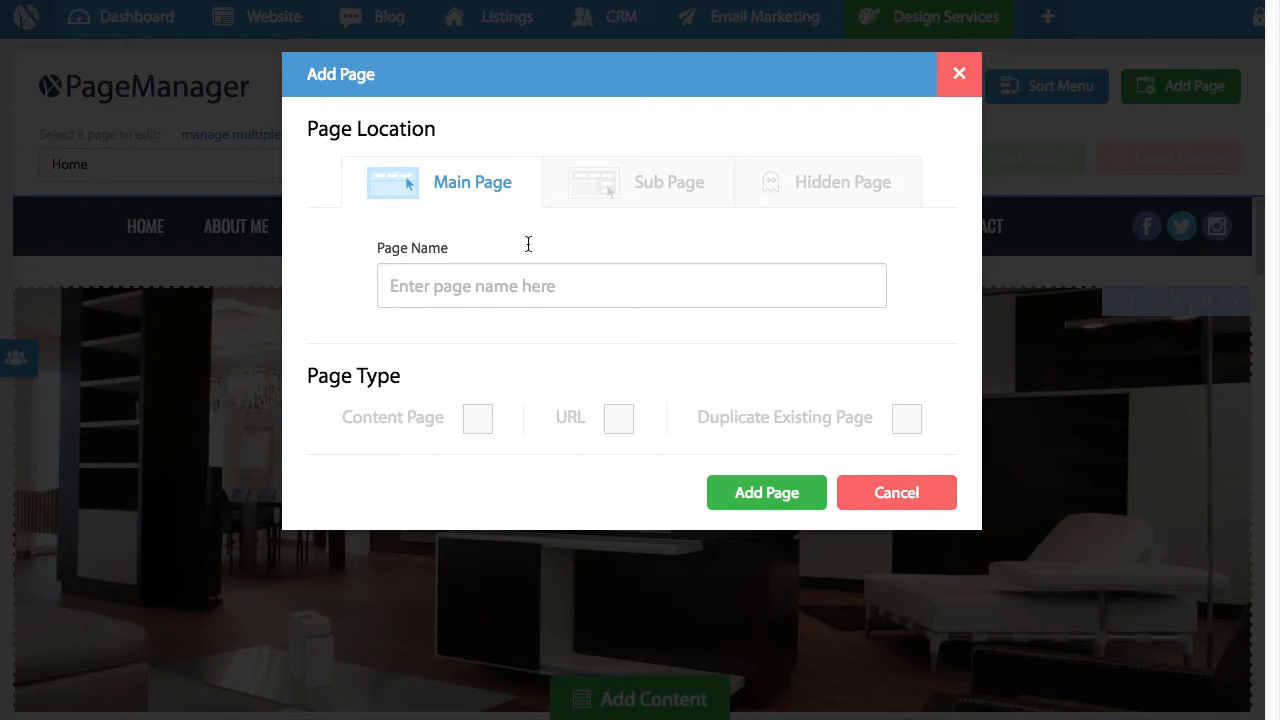 Dashboard Website Blog Listings CRM Email Marketing Design Services
PageManager
Sort Menu Add Page
Select a page to edit: manage multiple
Home
HOME ABOUT ME
Add Page
Page Location
Main Page Sub Page Hidden Page
Page Name
Enter page name here
Page Type
Content Page URL Duplicate Existing Page
Add Page Cancel
Add Content